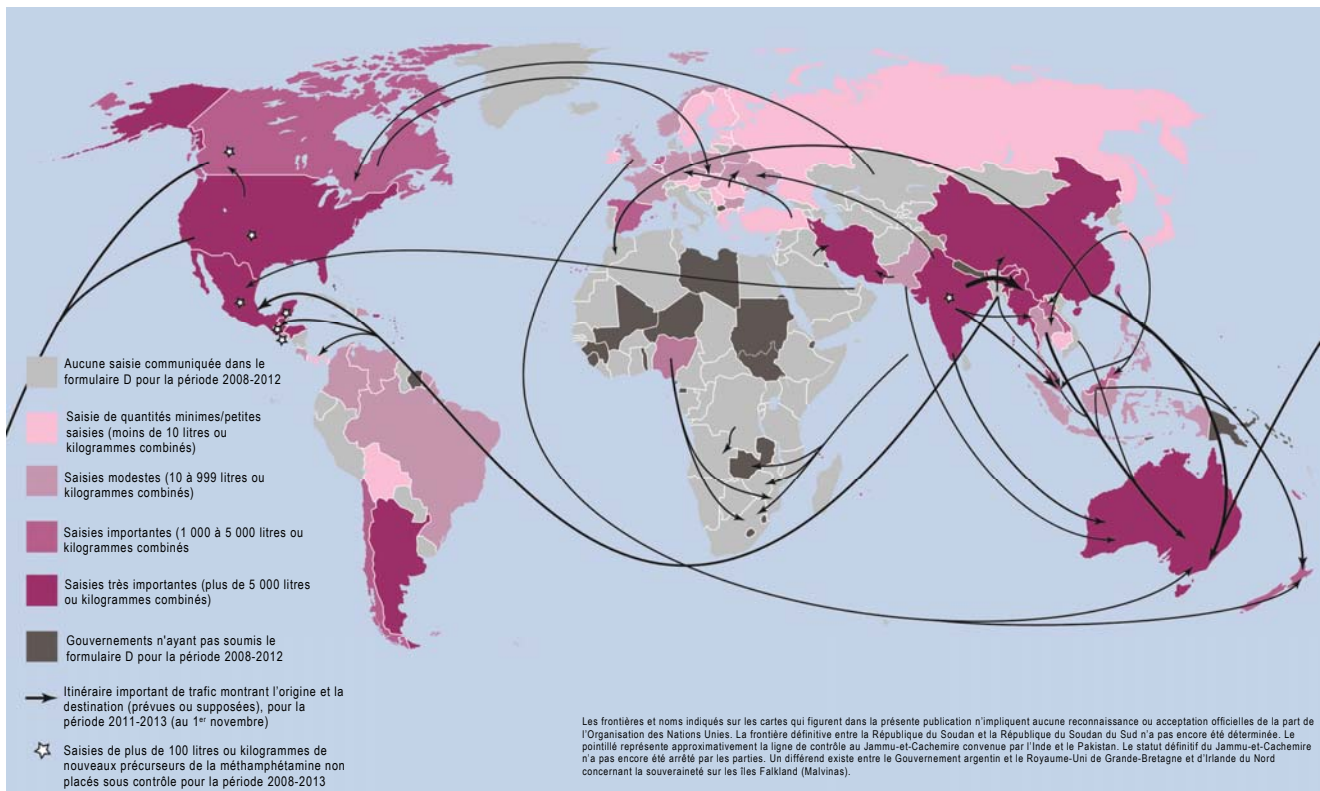 Aucune saisie communiquée dans le
formulaire D pour la période 2008-2012
Saisie de quantités minimes/petites
saisies (moins de 10 litres ou
kilogrammes combinés)
Saisies modestes (10 à 999 litres ou
kilogrammes combinés)
Saisies importantes (1 000 à 5 000 litres ou
kilogrammes combinés
Saisies très importantes (plus de 5 000 litres
ou kilogrammes combinés)
Gouvernements n'ayant pas soumis le
formulaire D pour la période 2008-2012
Itinéraire important de trafic montrant l'origine et la
destination (prévues ou supposées), pour la
période 2011-2013 (au 1er novembre)
Saisies de plus de 100 litres ou kilogrammes de
nouveaux précurseurs de la méthamphétamine non
placés sous contrôle pour la période 2008-2013
Les frontières et noms indiqués sur les cartes qui figurent dans la présente publication n'impliquent aucune reconnaissance ou acceptation officielles de la part de
l'Organisation des Nations Unies. La frontière définitive entre la République du Soudan et la République du Soudan du Sud n'a pas encore été déterminée. Le
pointillé représente approximativement la ligne de contrôle au Jammu-et-Cachemire convenue par l'Inde et le Pakistan. Le statut définitif du Jammu-et-Cachemire
n'a pas encore été arrêté par les parties. Un différend existe entre le Gouvernement argentin et le Royaume-Uni de Grande-Bretagne et d'Irlande du Nord
concernant la souveraineté sur les îles Falkland (Malvinas).